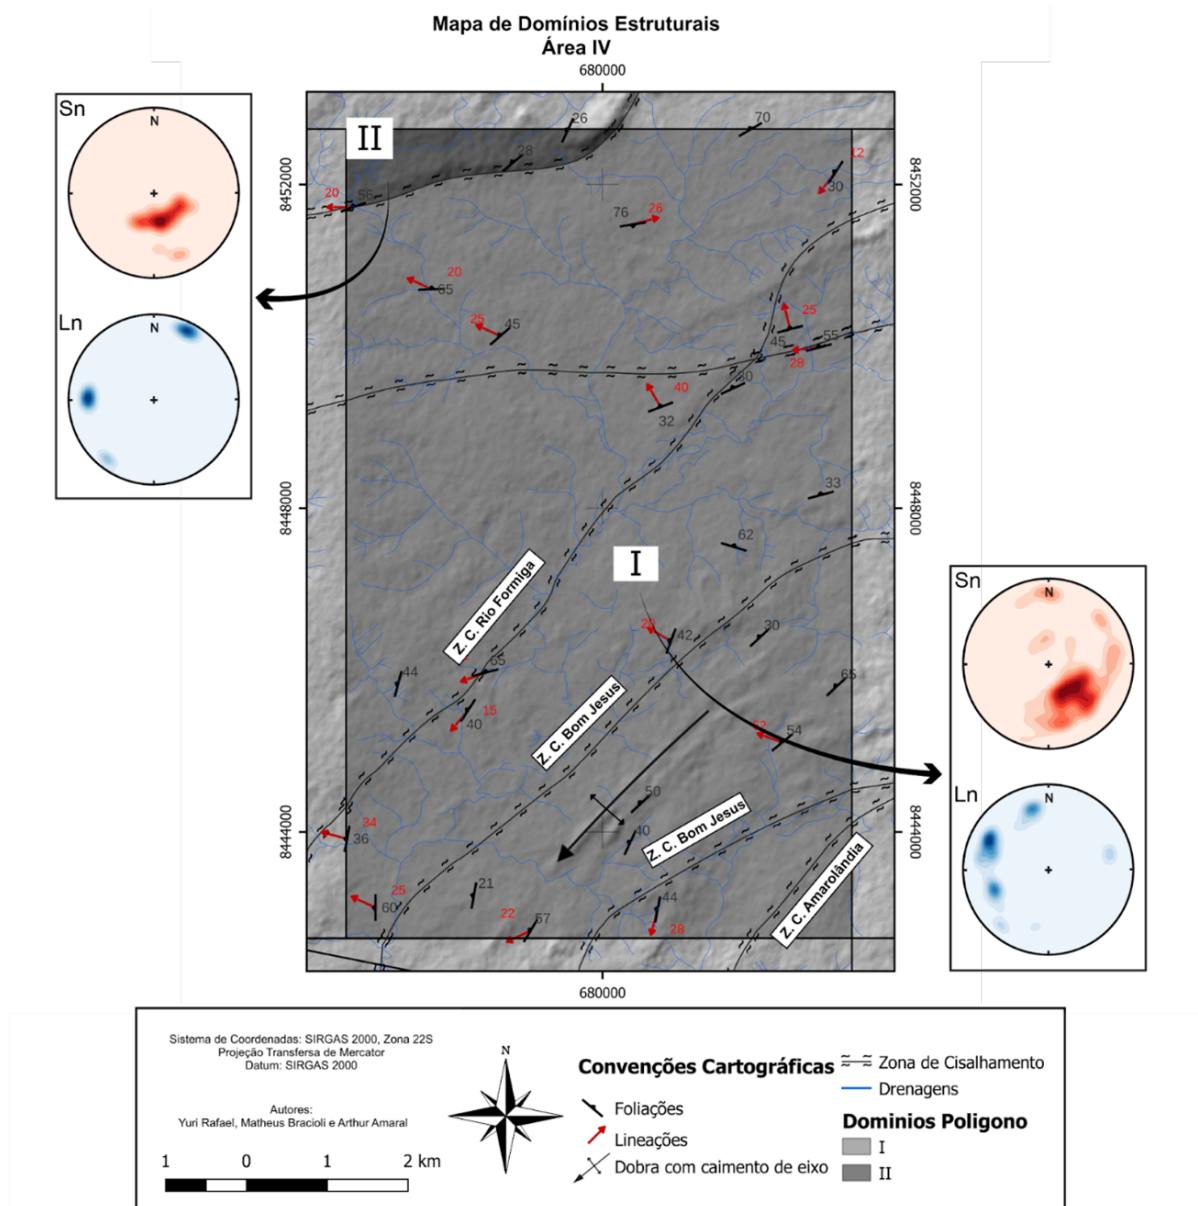 Mapa de Domínios Estruturais
Área IV
680000
Sn
N
Ln
N
II
26
70
28
12
30
20
56
76
26
8452000
8452000
20
65
25
45
25
45
55
28
30
40
32
33
8448000
8448000
62
I
Z. C. Rio Formiga
42
30
65
44
65
15
40
Z. C. Bom Jesus
54
50
40
Z. C. Bom Jesus
34
36
8444000
8444000
Z. C. Amarolândia
25
60
21
22
57
44
28
Sn
N
Ln
N
680000
Sistema de Coordenadas: SIRGAS 2000, Zona 22S
Projeção Transfersa de Mercator
Datum: SIRGAS 2000
Autores:
Yuri Rafael, Matheus Bracioli e Arthur Amaral
1 0 1 2 km
N
Convenções Cartográficas
Foliações
Lineações
Dobra com caimento de eixo
Zona de Cisalhamento
Drenagens
Dominios Poligono
I
II